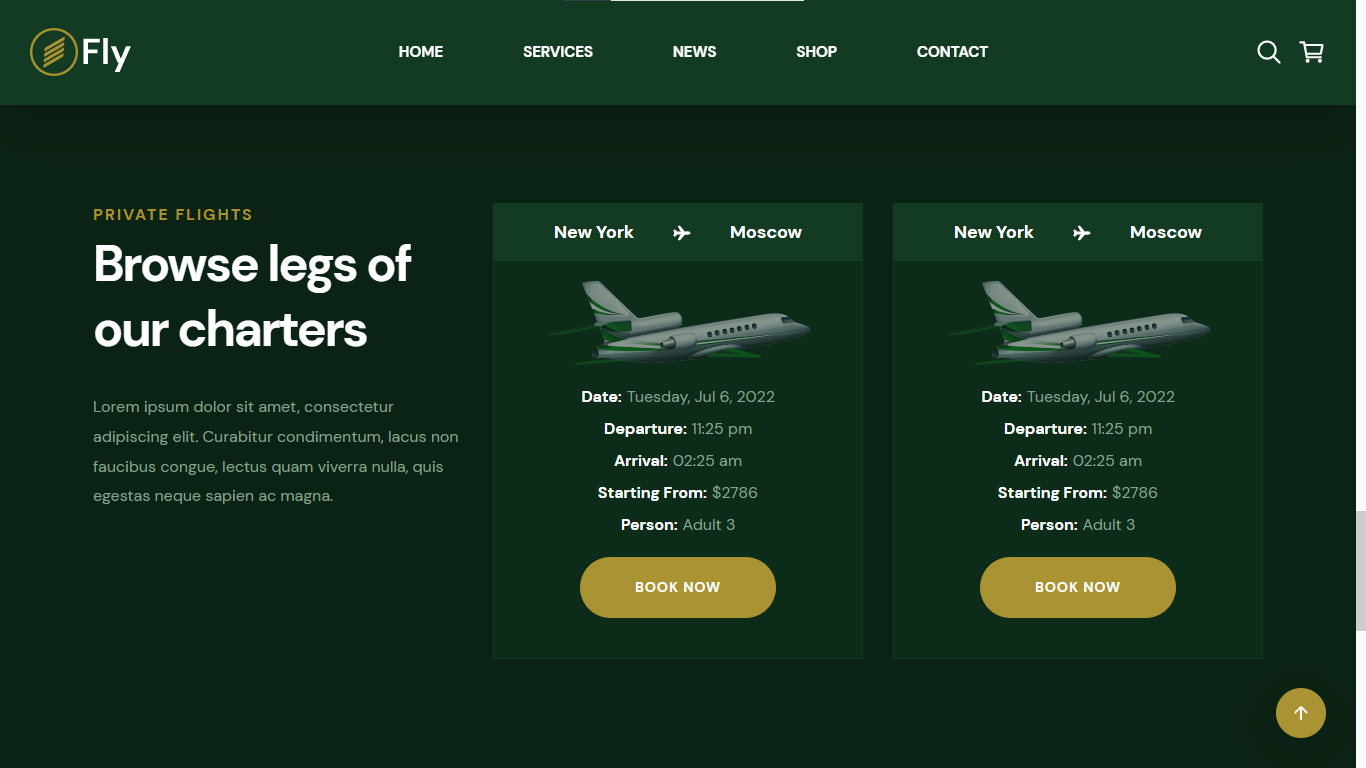 Fly
HOME
SERVICES
NEWS
SHOP
CONTACT
PRIVATE FLIGHTS
Browse legs of
our charters
Lorem ipsum dolor sit amet, consectetur
adipiscing elit. Curabitur condimentum, lacus non
faucibus congue, lectus quam viverra nulla, quis
egestas neque sapien ac magna.
New York
Moscow
Date: Tuesday, Jul 6, 2022
Departure: 11:25 pm
Arrival: 02:25 am
Starting From: $2786
Person: Adult 3
BOOK NOW
New York
Moscow
Date: Tuesday, Jul 6, 2022
Departure: 11:25 pm
Arrival: 02:25 am
Starting From: $2786
Person: Adult 3
BOOK NOW